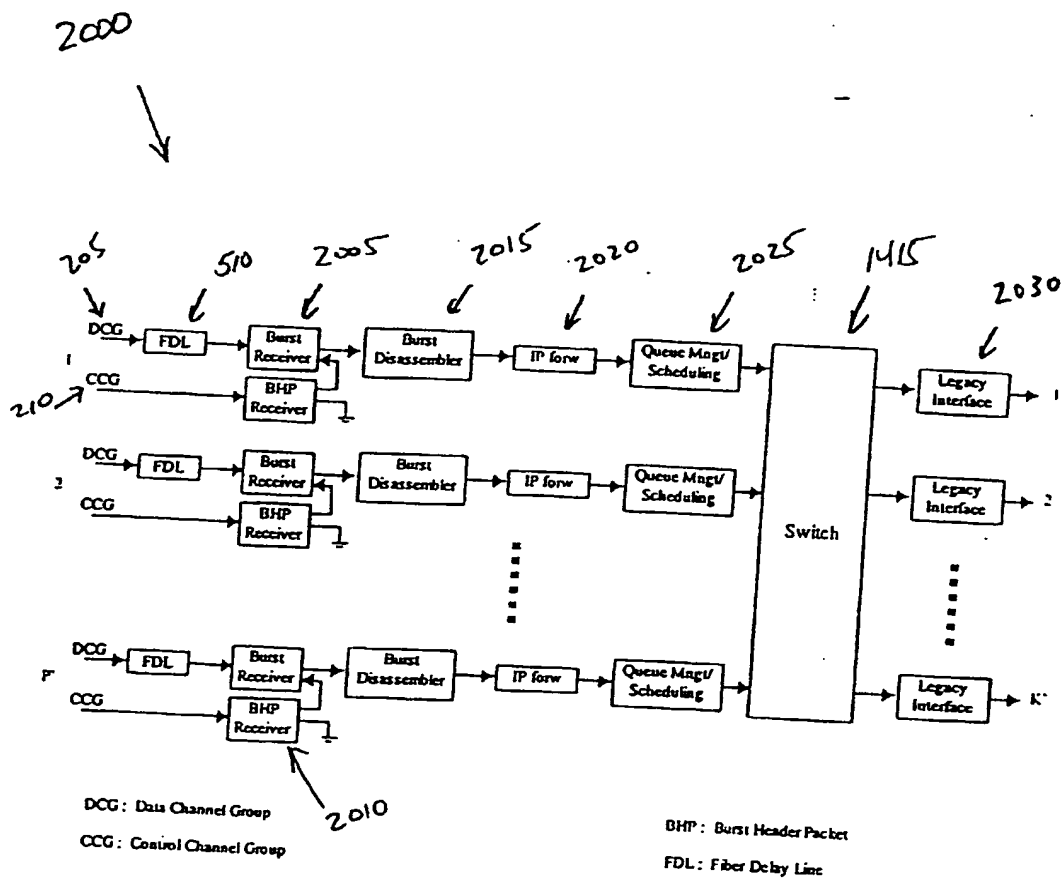 2000
205 510 2005 2015 2020 2025 1415 2030
DCG FDL Burst Receiver Burst Disassembler IP forw Queue Mngt/ Scheduling Legacy Interface 1
1
210 CCG BHP Receiver
DCG FDL Burst Receiver Burst Disassembler IP forw Queue Mngt/ Scheduling Legacy Interface 2
2
CCG BHP Receiver
Switch
DCG FDL Burst Receiver Burst Disassembler IP forw Queue Mngt/ Scheduling Legacy Interface K'
CCG BHP Receiver
2010
DCG : Data Channel Group
CCG : Control Channel Group
BHP : Burst Header Packet
FDL : Fiber Delay Line